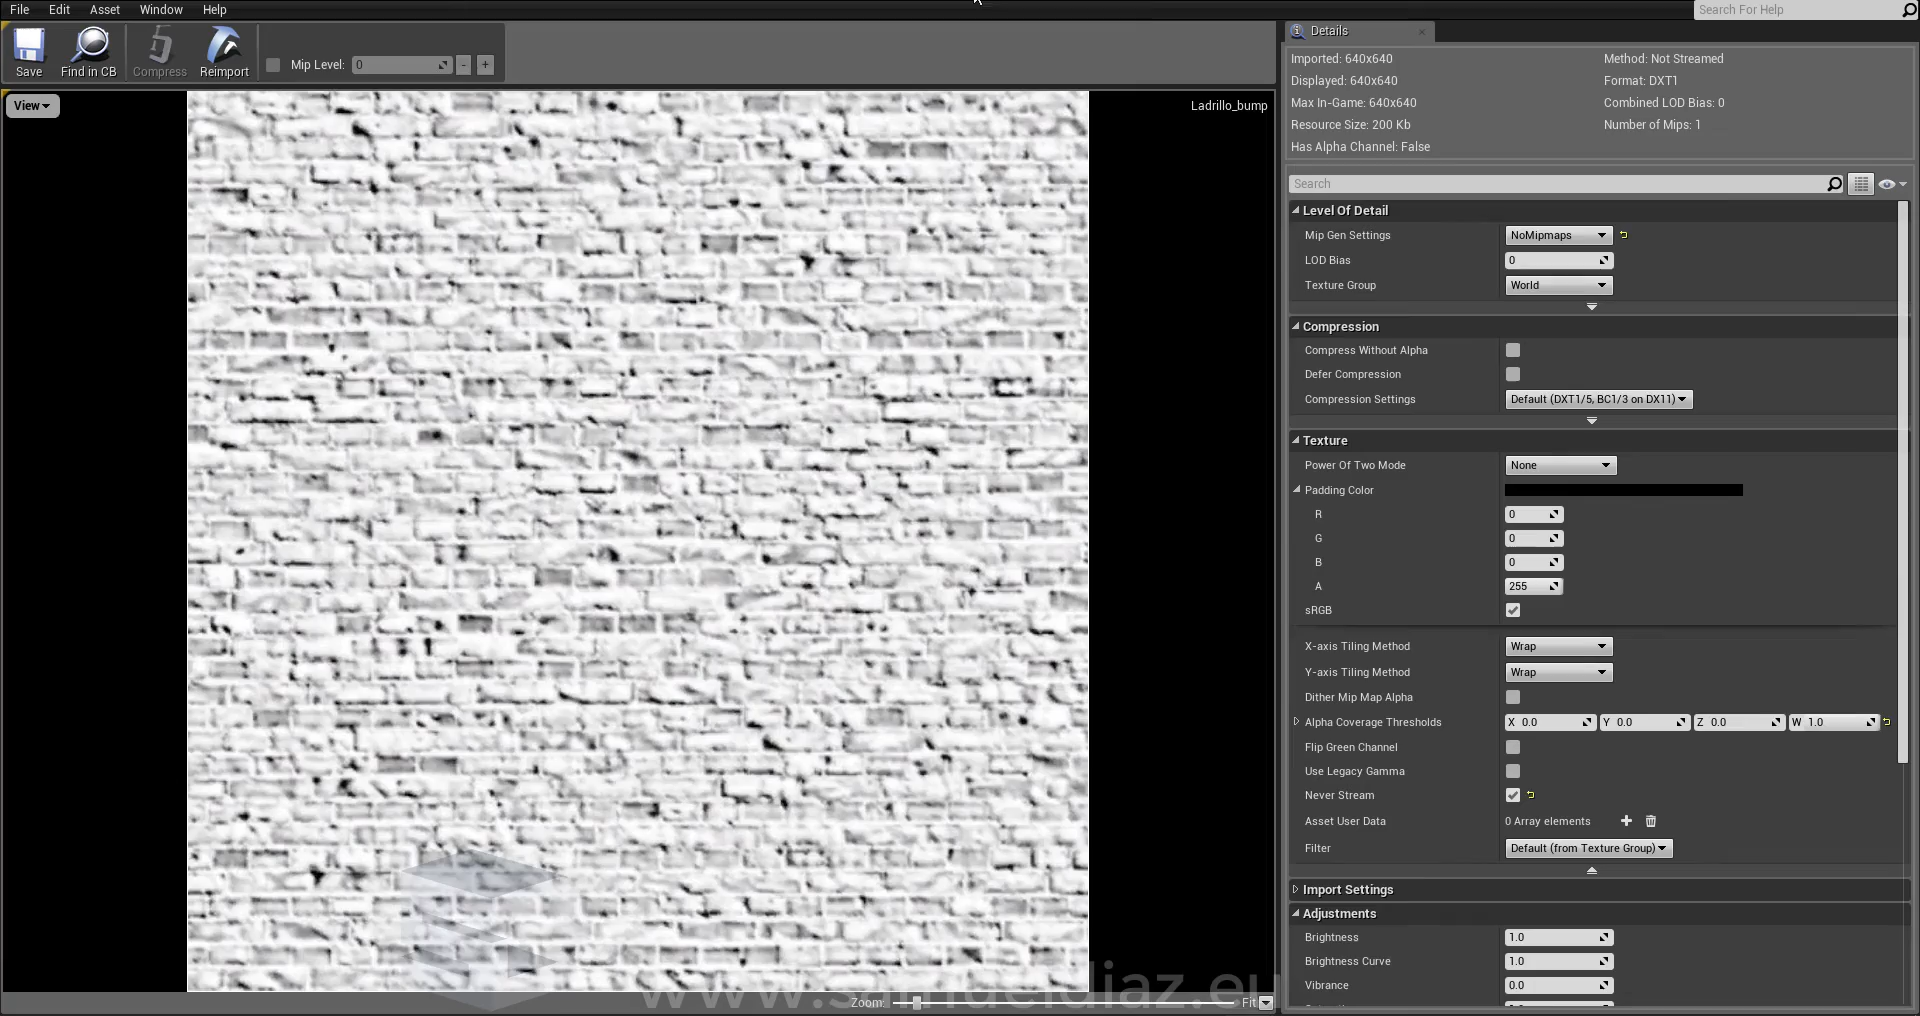 File Edit Asset Window Help
Search For Help
Save Find in CB Compress Reimport Mip Level: 0 - +
View
Ladrillo_bump
Zoom: Fit
Details
Imported: 640x640 Method: Not Streamed
Displayed: 640x640 Format: DXT1
Max In-Game: 640x640 Combined LOD Bias: 0
Resource Size: 200 Kb Number of Mips: 1
Has Alpha Channel: False
Search
Level Of Detail
Mip Gen Settings NoMipmaps
LOD Bias 0
Texture Group World
Compression
Compress Without Alpha
Defer Compression
Compression Settings Default (DXT1/5, BC1/3 on DX11)
Texture
Power Of Two Mode None
Padding Color
R 0
G 0
B 0
A 255
sRGB
X-axis Tiling Method Wrap
Y-axis Tiling Method Wrap
Dither Mip Map Alpha
Alpha Coverage Thresholds X 0.0 Y 0.0 Z 0.0 W 1.0
Flip Green Channel
Use Legacy Gamma
Never Stream
Asset User Data 0 Array elements
Filter Default (from Texture Group)
Import Settings
Adjustments
Brightness 1.0
Brightness Curve 1.0
Vibrance 0.0